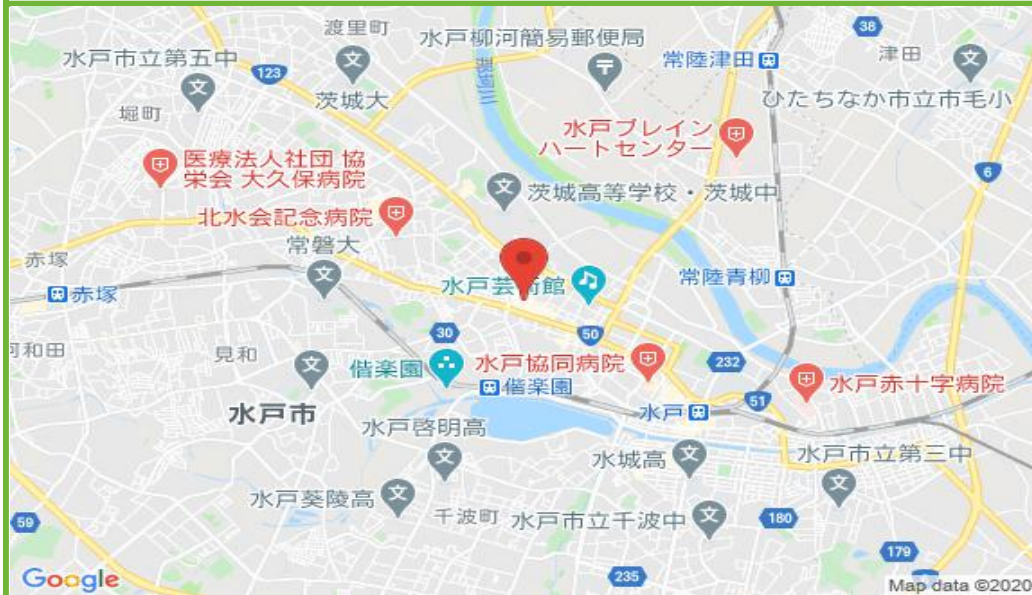 渡里町
水戸柳河簡易郵便局
38
水戸市立第五中
常陸津田
津田
123
茨城大
那珂川
ひたちなか市立市毛小
堀町
水戸ブレイン
ハートセンター
医療法人社団 協
栄会 大久保病院
6
茨城高等学校・茨城中
北水会記念病院
常磐大
赤塚
赤塚
水戸芸術館
常陸青柳
30
50
河和田
見和
偕楽園
水戸協同病院
232
偕楽園
水戸赤十字病院
51
水戸市
水戸
水戸啓明高
水城高
水戸市立第三中
水戸葵陵高
千波町
水戸市立千波中
180
59
179
Google
235
Map data ©2020